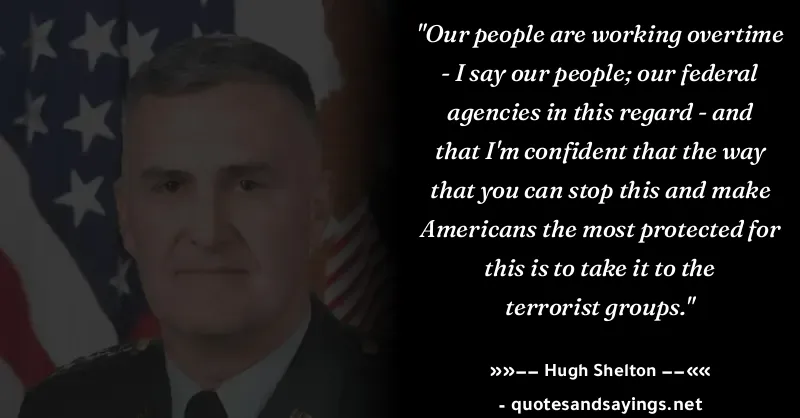 "Our people are working overtime
- I say our people; our federal
agencies in this regard - and
that I'm confident that the way
that you can stop this and make
Americans the most protected for
this is to take it to the
terrorist groups."
»»−− Hugh Shelton −−««
- quotesandsayings.net